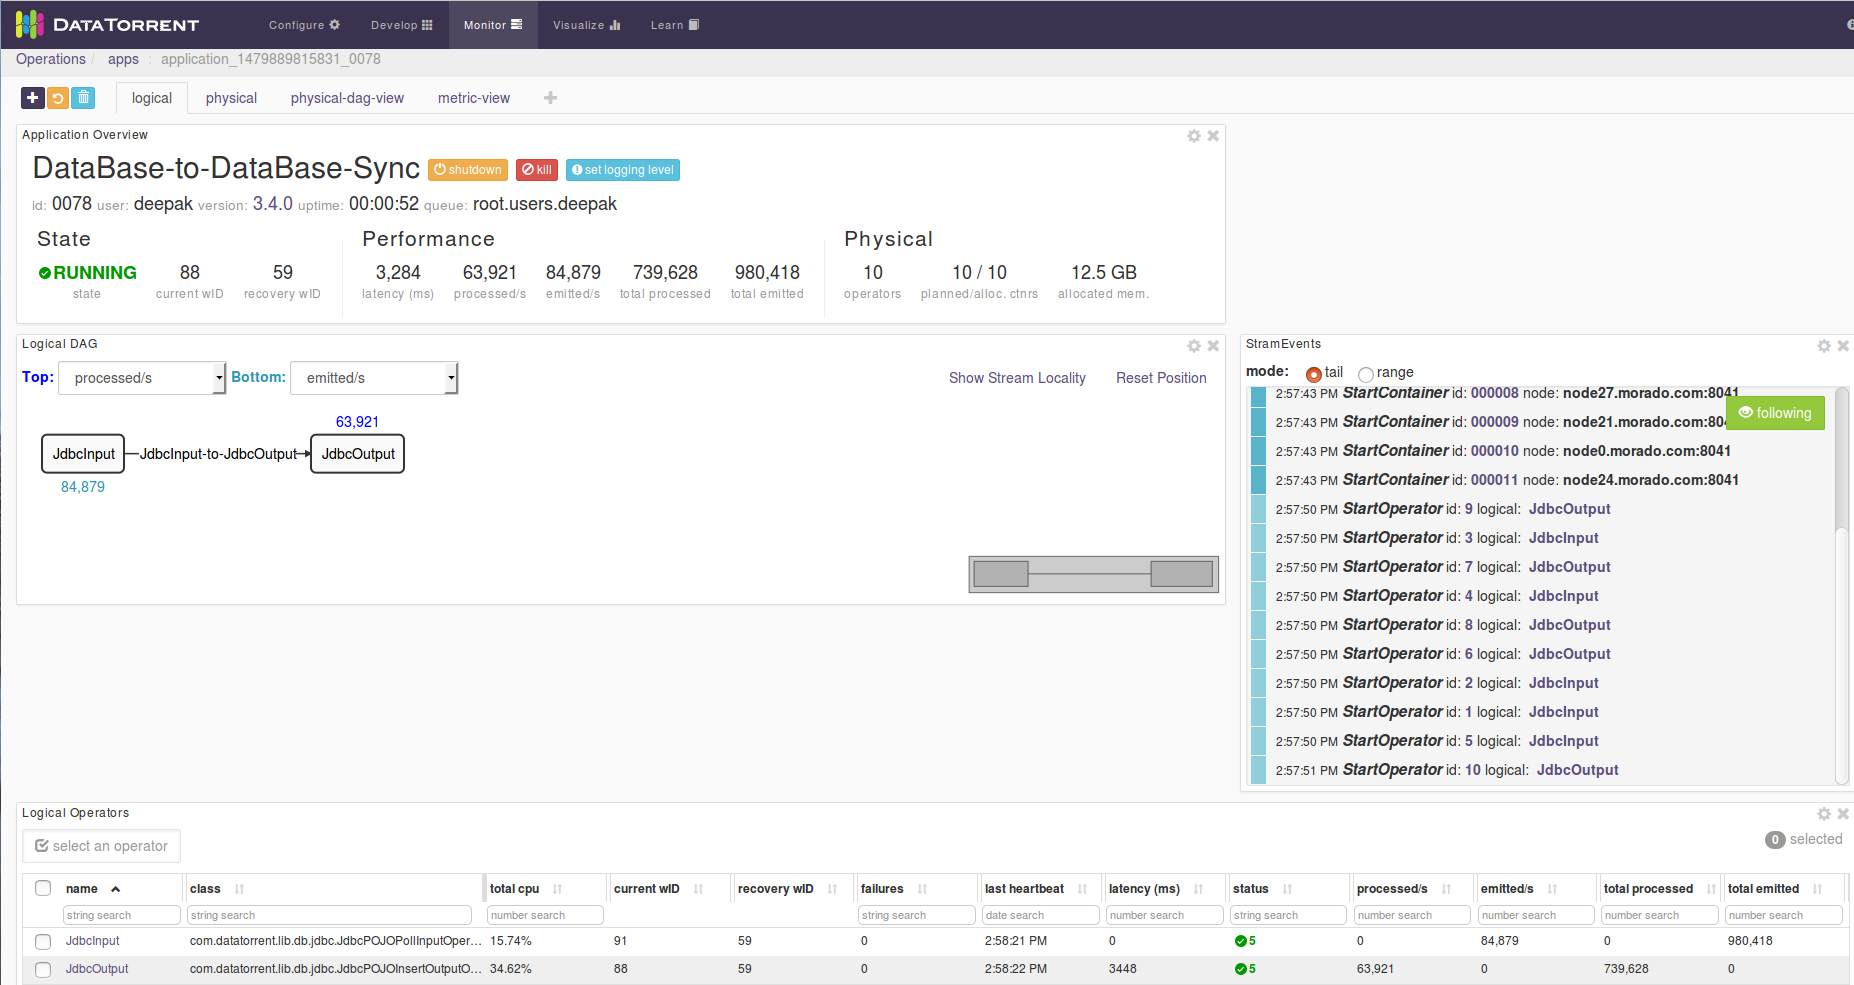 DATATORRENT Configure Develop Monitor Visualize Learn
Operations / apps : application_1479889815831_0078
logical physical physical-dag-view metric-view
Application Overview
DataBase-to-DataBase-Sync shutdown kill set logging level
id: 0078 user: deepak version: 3.4.0 uptime: 00:00:52 queue: root.users.deepak
State Performance Physical
RUNNING 88 59 3,284 63,921 84,879 739,628 980,418 10 10 / 10 12.5 GB
state current wID recovery wID latency (ms) processed/s emitted/s total processed total emitted operators planned/alloc. ctnrs allocated mem.
Logical DAG
Top: processed/s Bottom: emitted/s Show Stream Locality Reset Position
63,921
JdbcInput JdbcInput-to-JdbcOutput JdbcOutput
84,879
StramEvents
mode: tail range
following
2:57:43 PM StartContainer id: 000008 node: node27.morado.com:8041
2:57:43 PM StartContainer id: 000009 node: node21.morado.com:804
2:57:43 PM StartContainer id: 000010 node: node0.morado.com:8041
2:57:43 PM StartContainer id: 000011 node: node24.morado.com:8041
2:57:50 PM StartOperator id: 9 logical: JdbcOutput
2:57:50 PM StartOperator id: 3 logical: JdbcInput
2:57:50 PM StartOperator id: 7 logical: JdbcOutput
2:57:50 PM StartOperator id: 4 logical: JdbcInput
2:57:50 PM StartOperator id: 8 logical: JdbcOutput
2:57:50 PM StartOperator id: 6 logical: JdbcOutput
2:57:50 PM StartOperator id: 2 logical: JdbcInput
2:57:50 PM StartOperator id: 1 logical: JdbcInput
2:57:50 PM StartOperator id: 5 logical: JdbcInput
2:57:51 PM StartOperator id: 10 logical: JdbcOutput
Logical Operators
select an operator 0 selected
name class total cpu current wID recovery wID failures last heartbeat latency (ms) status processed/s emitted/s total processed total emitted
string search string search number search string search date search number search string search number search number search number search number search
JdbcInput com.datatorrent.lib.db.jdbc.JdbcPOJOPollInputOper... 15.74% 91 59 0 2:58:21 PM 0 5 0 84,879 0 980,418
JdbcOutput com.datatorrent.lib.db.jdbc.JdbcPOJOInsertOutputO... 34.62% 88 59 0 2:58:22 PM 3448 5 63,921 0 739,628 0